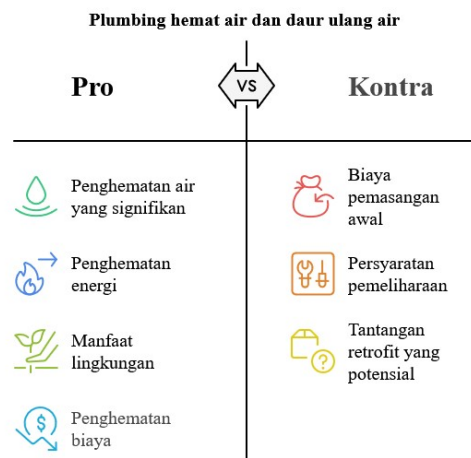 Plumbing hemat air dan daur ulang air
Pro
VS
Kontra
Penghematan air
yang signifikan
Penghematan
energi
Manfaat
lingkungan
$
Penghematan
biaya
Biaya
pemasangan
awal
Persyaratan
pemeliharaan
Tantangan
retrofit yang
potensial
?